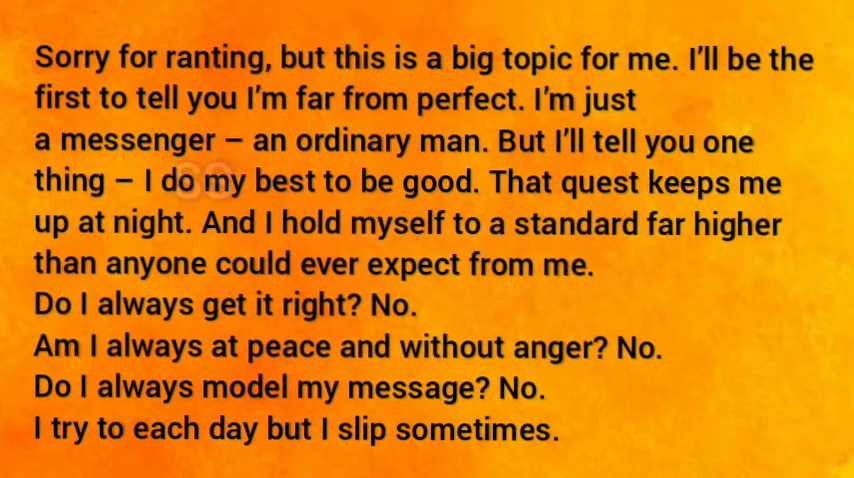 Sorry for ranting, but this is a big topic for me. I'll be the
first to tell you I'm far from perfect. I'm just
a messenger – an ordinary man. But I'll tell you one
thing – I do my best to be good. That quest keeps me
up at night. And I hold myself to a standard far higher
than anyone could ever expect from me.
Do I always get it right? No.
Am I always at peace and without anger? No.
Do I always model my message? No.
I try to each day but I slip sometimes.